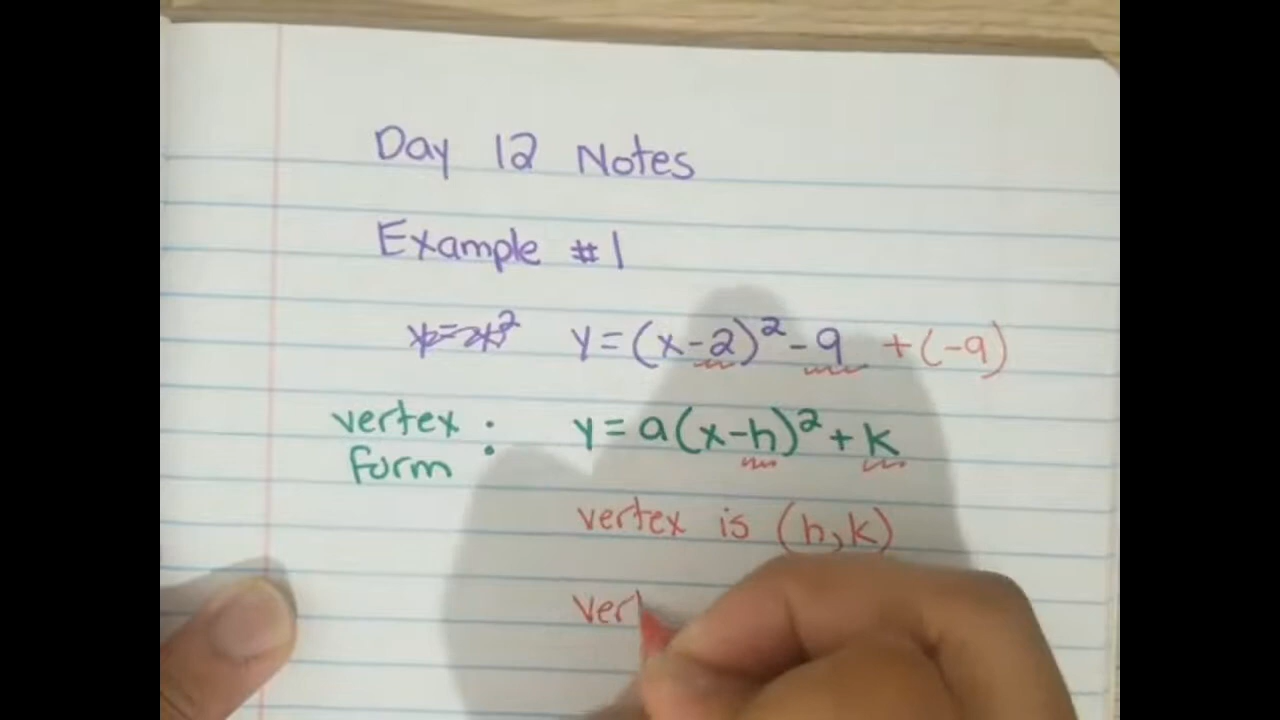 Day 12 Notes
Example #1
y=(x-2)²-9 +(-9)
vertex form: y=a(x-h)²+k
vertex is (h,k)
ver